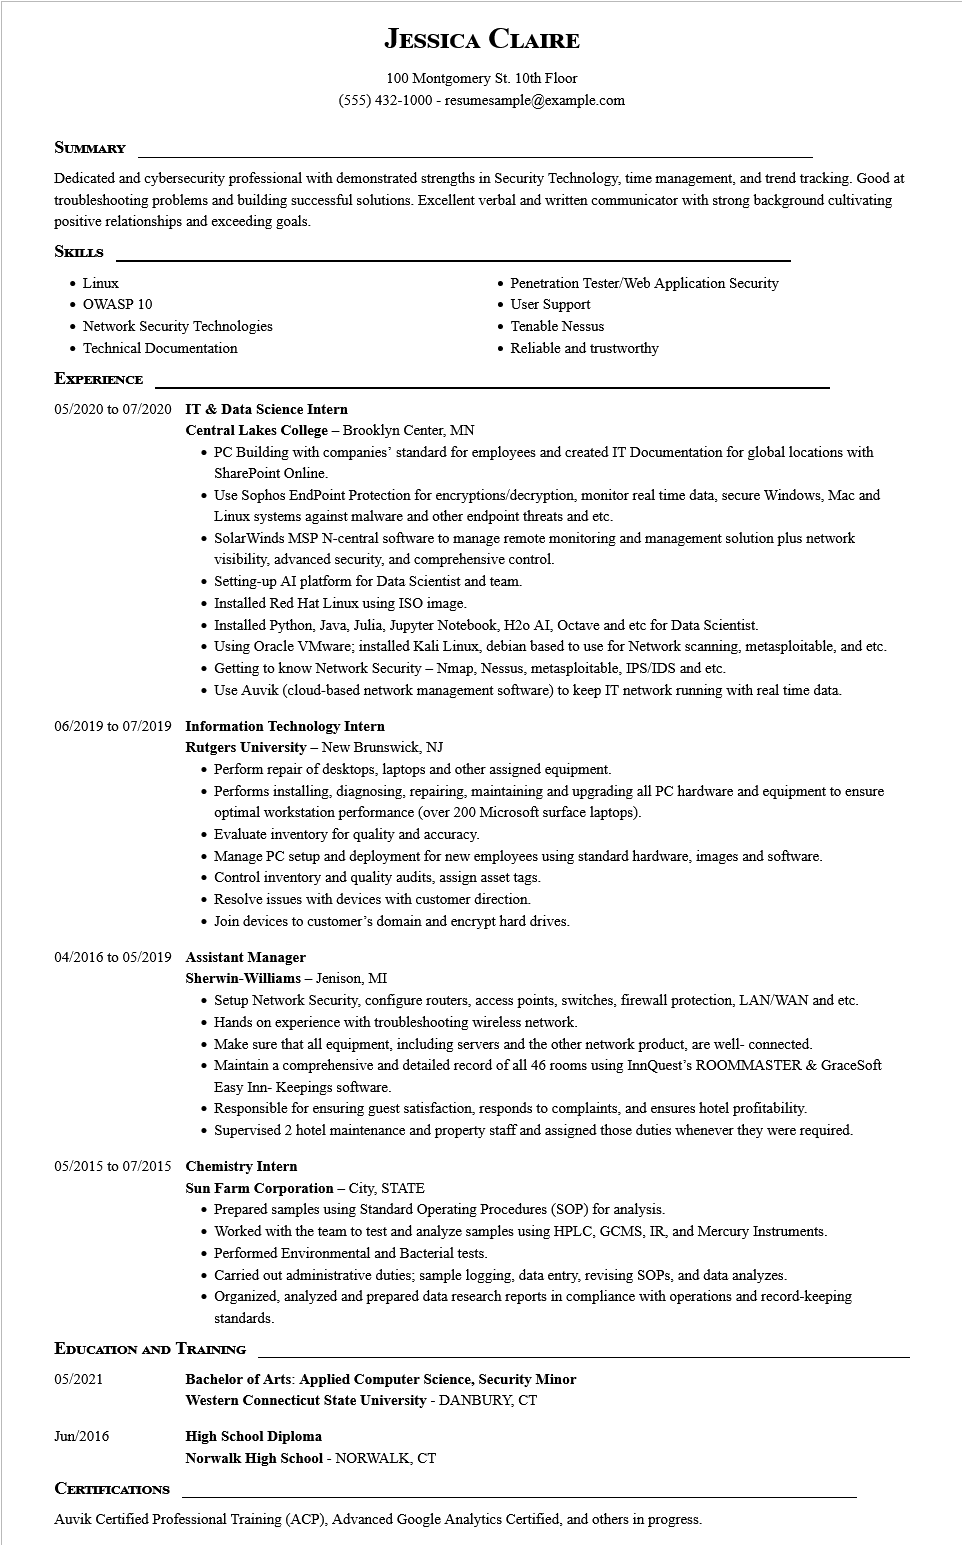 Jessica Claire
100 Montgomery St. 10th Floor
(555) 432-1000 - resumesample@example.com
Summary
Dedicated and cybersecurity professional with demonstrated strengths in Security Technology, time management, and trend tracking. Good at
troubleshooting problems and building successful solutions. Excellent verbal and written communicator with strong background cultivating
positive relationships and exceeding goals.
Skills
• Linux
• OWASP 10
• Network Security Technologies
• Technical Documentation
• Penetration Tester/Web Application Security
• User Support
• Tenable Nessus
• Reliable and trustworthy
Experience
05/2020 to 07/2020 IT & Data Science Intern
Central Lakes College – Brooklyn Center, MN
• PC Building with companies’ standard for employees and created IT Documentation for global locations with
SharePoint Online.
• Use Sophos EndPoint Protection for encryptions/decryption, monitor real time data, secure Windows, Mac and
Linux systems against malware and other endpoint threats and etc.
• SolarWinds MSP N-central software to manage remote monitoring and management solution plus network
visibility, advanced security, and comprehensive control.
• Setting-up AI platform for Data Scientist and team.
• Installed Red Hat Linux using ISO image.
• Installed Python, Java, Julia, Jupyter Notebook, H2o AI, Octave and etc for Data Scientist.
• Using Oracle VMware; installed Kali Linux, debian based to use for Network scanning, metasploitable, and etc.
• Getting to know Network Security – Nmap, Nessus, metasploitable, IPS/IDS and etc.
• Use Auvik (cloud-based network management software) to keep IT network running with real time data.
06/2019 to 07/2019 Information Technology Intern
Rutgers University – New Brunswick, NJ
• Perform repair of desktops, laptops and other assigned equipment.
• Performs installing, diagnosing, repairing, maintaining and upgrading all PC hardware and equipment to ensure
optimal workstation performance (over 200 Microsoft surface laptops).
• Evaluate inventory for quality and accuracy.
• Manage PC setup and deployment for new employees using standard hardware, images and software.
• Control inventory and quality audits, assign asset tags.
• Resolve issues with devices with customer direction.
• Join devices to customer’s domain and encrypt hard drives.
04/2016 to 05/2019 Assistant Manager
Sherwin-Williams – Jenison, MI
• Setup Network Security, configure routers, access points, switches, firewall protection, LAN/WAN and etc.
• Hands on experience with troubleshooting wireless network.
• Make sure that all equipment, including servers and the other network product, are well- connected.
• Maintain a comprehensive and detailed record of all 46 rooms using InnQuest’s ROOMMASTER & GraceSoft
Easy Inn- Keepings software.
• Responsible for ensuring guest satisfaction, responds to complaints, and ensures hotel profitability.
• Supervised 2 hotel maintenance and property staff and assigned those duties whenever they were required.
05/2015 to 07/2015 Chemistry Intern
Sun Farm Corporation – City, STATE
• Prepared samples using Standard Operating Procedures (SOP) for analysis.
• Worked with the team to test and analyze samples using HPLC, GCMS, IR, and Mercury Instruments.
• Performed Environmental and Bacterial tests.
• Carried out administrative duties; sample logging, data entry, revising SOPs, and data analyzes.
• Organized, analyzed and prepared data research reports in compliance with operations and record-keeping
standards.
Education and Training
05/2021 Bachelor of Arts: Applied Computer Science, Security Minor
Western Connecticut State University - DANBURY, CT
Jun/2016 High School Diploma
Norwalk High School - NORWALK, CT
Certifications
Auvik Certified Professional Training (ACP), Advanced Google Analytics Certified, and others in progress.